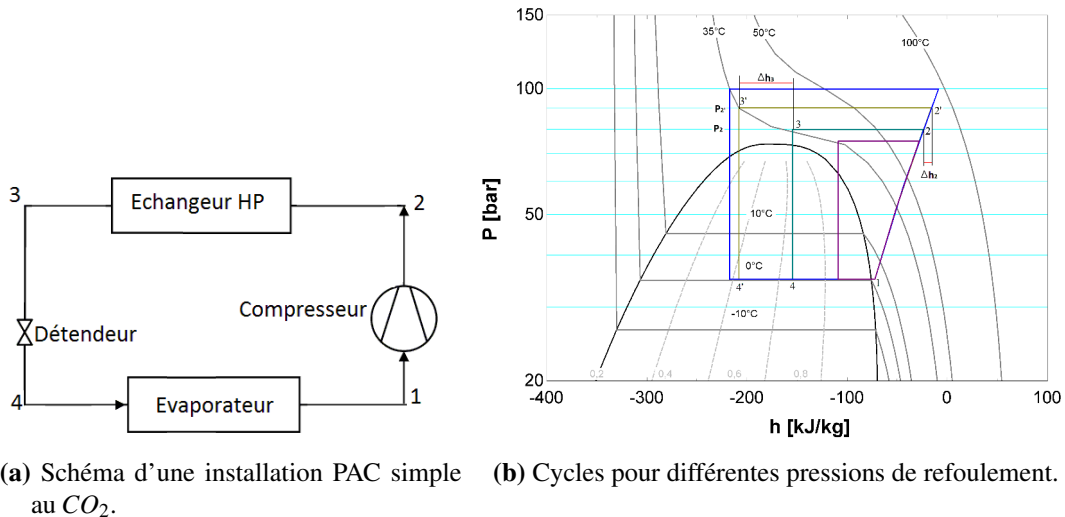 3
Echangeur HP
2
Compresseur
Détendeur
4
Evaporateur
1
(a) Schéma d'une installation PAC simple
au CO2.
150
100
50
20
P [bar]
35°C
50°C
100°C
Δh3
P2'
3'
2'
P2
3
2
Δh2
10°C
0°C
4'
4
1
-10°C
0,2
0,4
0,6
0,8
-400
-300
-200
-100
0
100
h [kJ/kg]
(b) Cycles pour différentes pressions de refoulement.